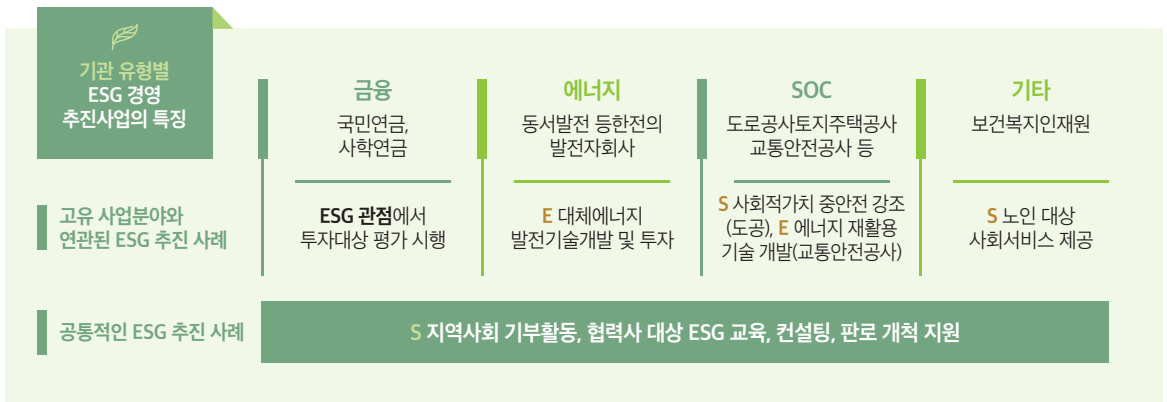 기관 유형별
ESG 경영
추진사업의 특징
금융
국민연금,
사학연금
에너지
동서발전 등한전의
발전자회사
SOC
도로공사토지주택공사
교통안전공사 등
기타
보건복지인재원
고유 사업분야와
연관된 ESG 추진 사례
ESG 관점에서
투자대상 평가 시행
E 대체에너지
발전기술개발 및 투자
S 사회적가치 중안전 강조
(도공), E 에너지 재활용
기술 개발(교통안전공사)
S 노인 대상
사회서비스 제공
공통적인 ESG 추진 사례
S 지역사회 기부활동, 협력사 대상 ESG 교육, 컨설팅, 판로 개척 지원